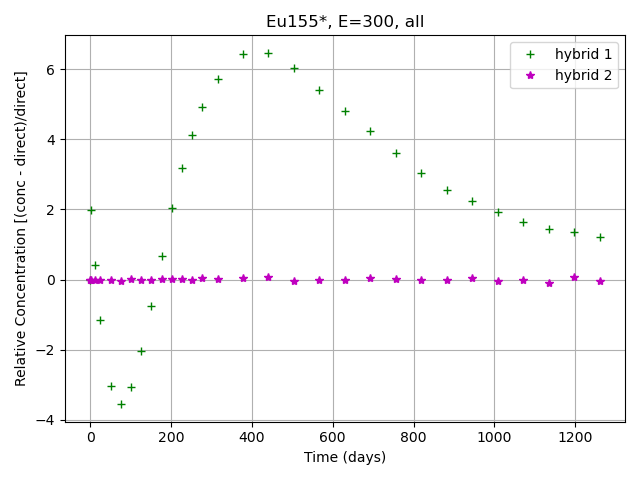 Eu155*, E=300, all
hybrid 1
hybrid 2
Relative Concentration [(conc - direct)/direct]
6
4
2
0
−2
−4
0 200 400 600 800 1000 1200
Time (days)